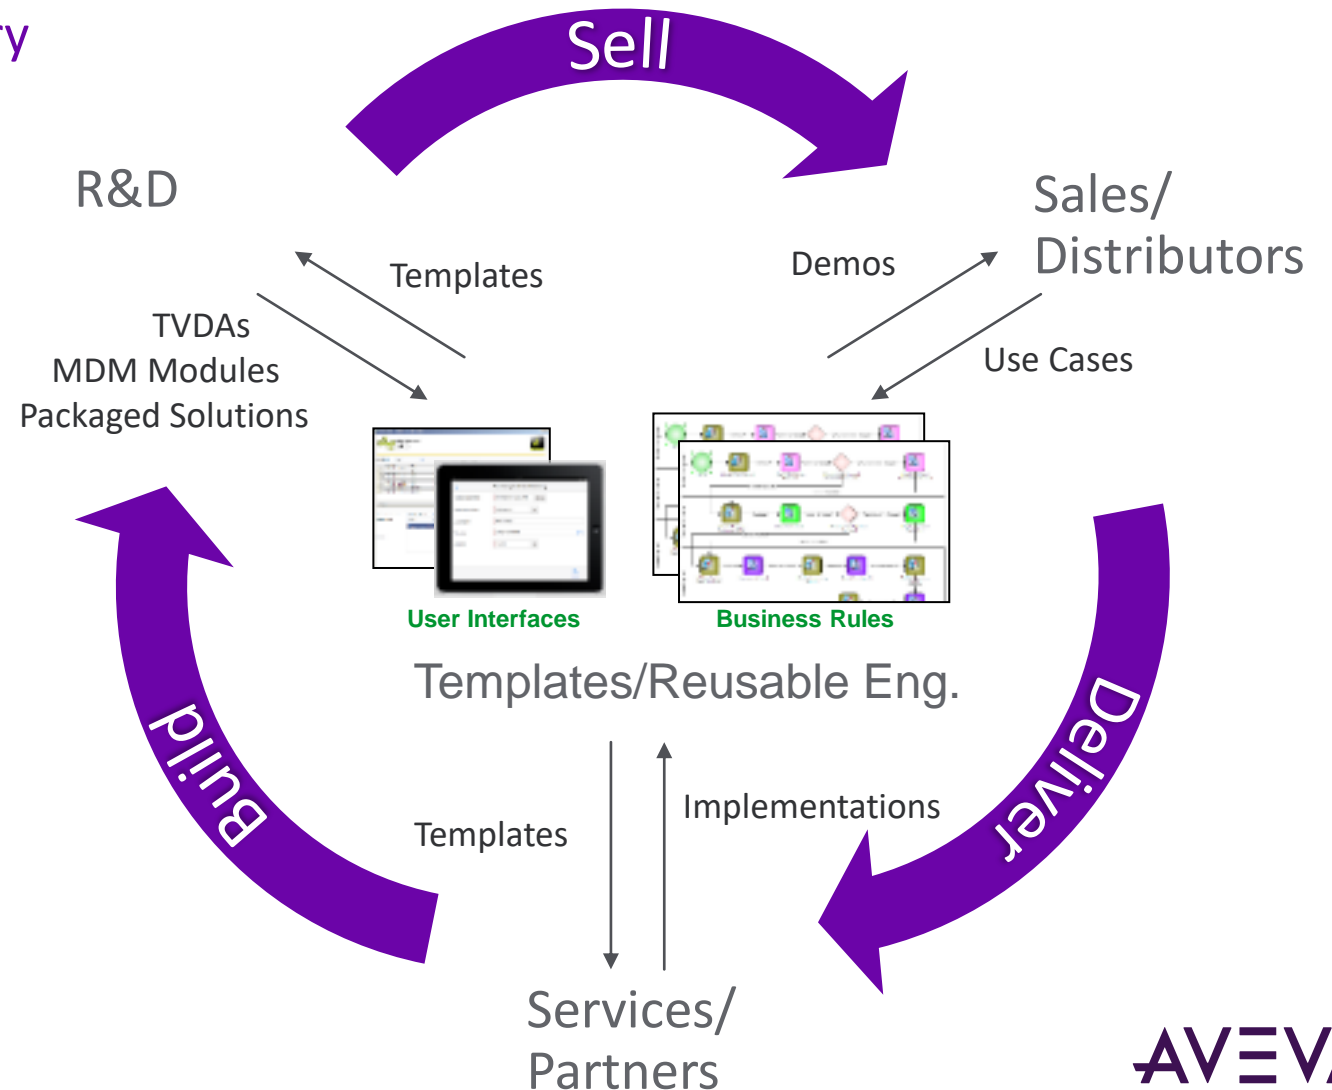 ry
Sell
R&D
Sales/
Distributors
Templates
Demos
TVDAs
MDM Modules
Packaged Solutions
Use Cases
User Interfaces
Business Rules
Templates/Reusable Eng.
Build
Deliver
Templates
Implementations
Services/
Partners
AVEVA